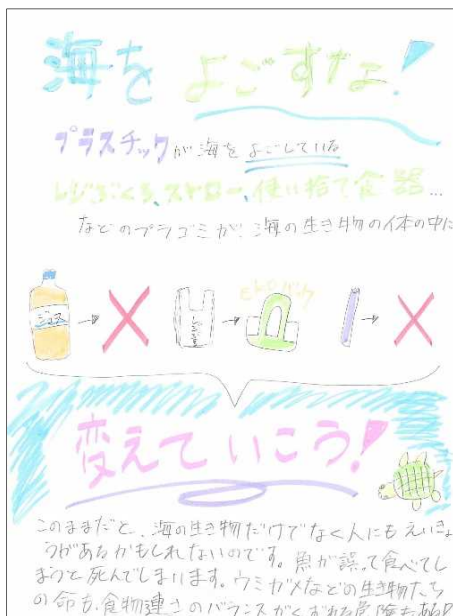 海をよごすな!
プラスチックが海をよごしている
レジぶくろ、ストロー、使い捨て食器...
などのプラゴミが、海の生き物の体の中に
ジュース
変えていこう!
このままだと、海の生き物だけでなく人にもえいきょ
うがあるかもしれないのです。魚が誤って食べてし
まうと死んでしまいます。ウミガメなどの生き物たち
の命も、食物連さのバランスがくずれる危険もあり